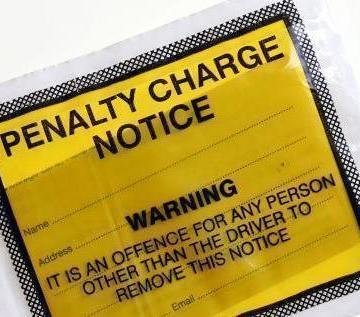 PENALTY CHARGE
NOTICE
Name
WARNING
Address
IT IS AN OFFENCE FOR ANY PERSON
OTHER THAN THE DRIVER TO
REMOVE THIS NOTICE
Email